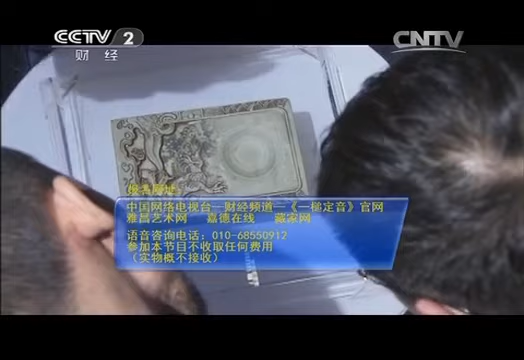 CCTV 2
财经
CNTV
报名网址:
中国网络电视台—财经频道—《一槌定音》官网
雅昌艺术网 嘉德在线 藏家网
语音咨询电话:010-68550912
参加本节目不收取任何费用
(实物概不接收)